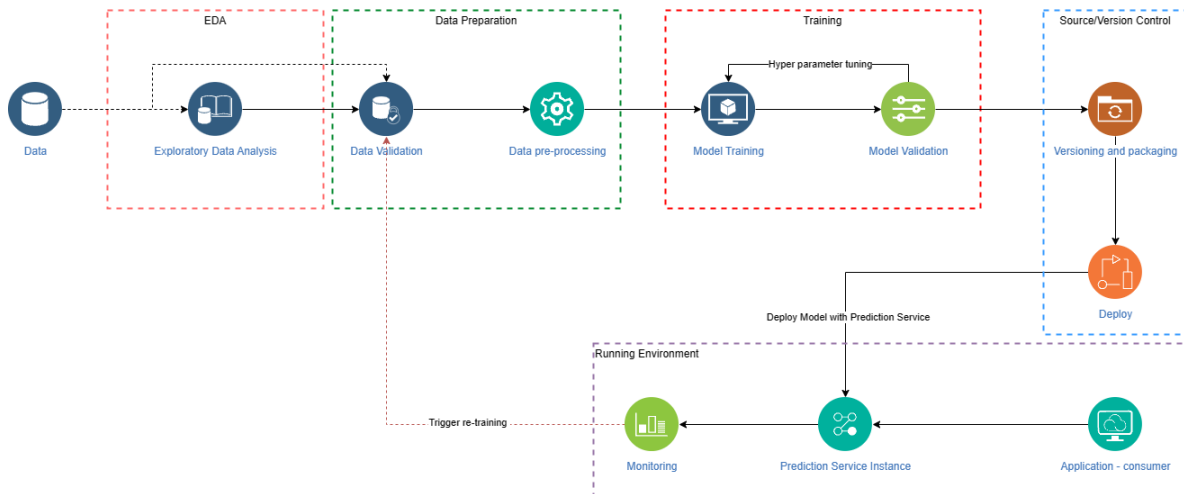 EDA
Data Preparation
Training
Source/Version Control
Hyper parameter tuning
Data
Exploratory Data Analysis
Data Validation
Data pre-processing
Model Training
Model Validation
Versioning and packaging
Deploy
Deploy Model with Prediction Service
Running Environment
Trigger re-training
Monitoring
Prediction Service Instance
Application - consumer